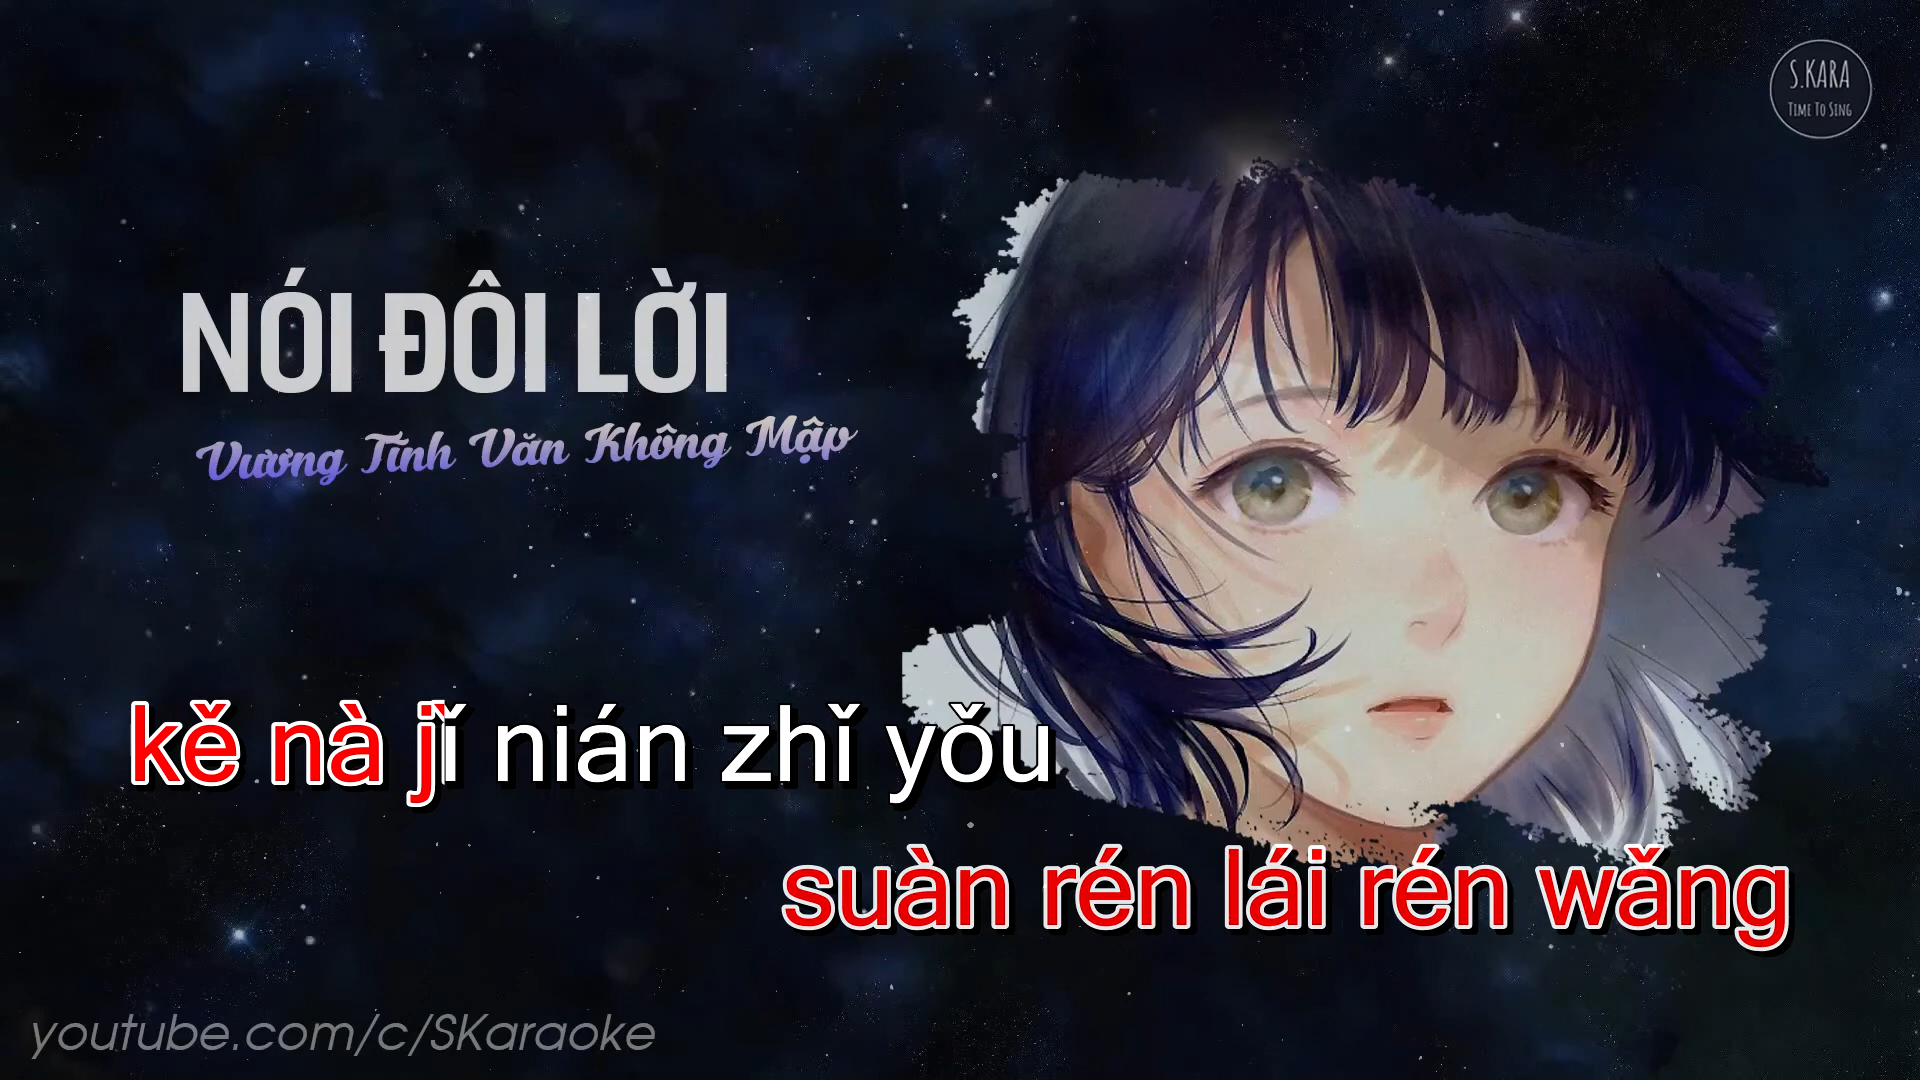 S.KARA
TIME TO SING
NÓI ĐÔI LỜI
Vương Tĩnh Văn Không Mập
kě nà jǐ nián zhǐ yǒu
suàn rén lái rén wǎng
youtube.com/c/SKaraoke